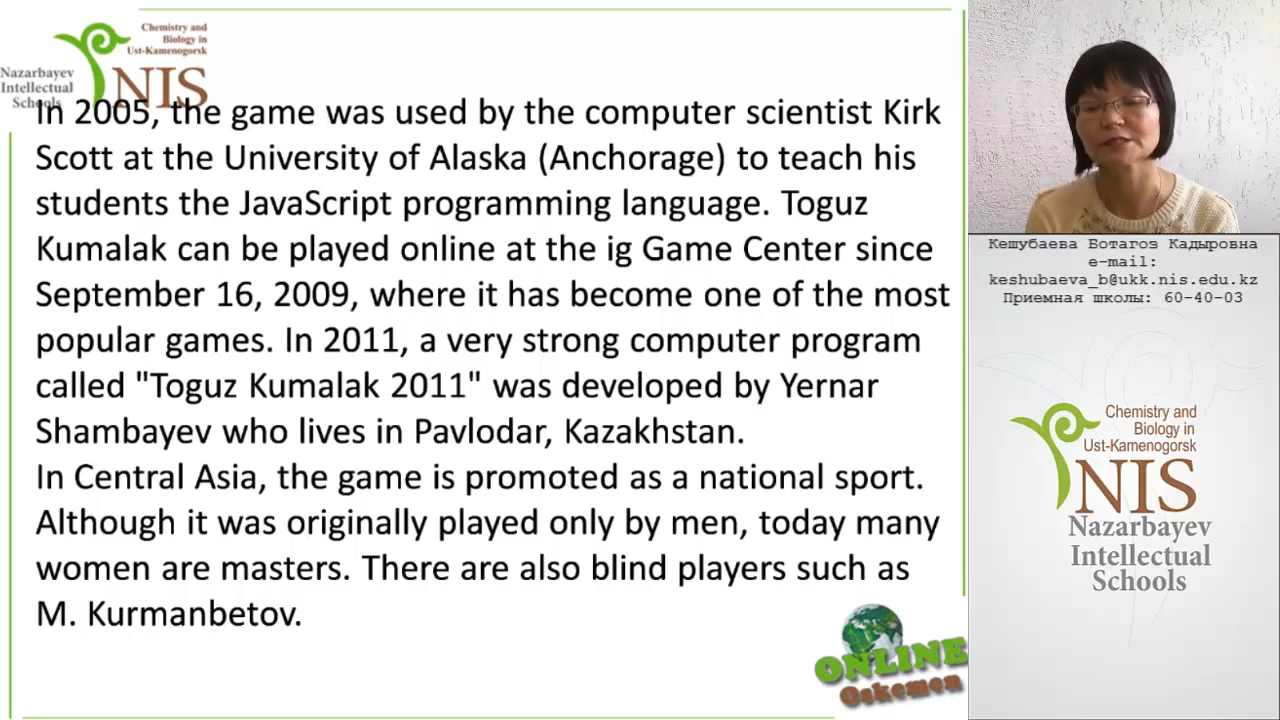 Chemistry and
Biology in
Ust-Kamenogorsk
Nazarbayev
Intellectual
Schools
NIS
In 2005, the game was used by the computer scientist Kirk
Scott at the University of Alaska (Anchorage) to teach his
students the JavaScript programming language. Toguz
Kumalak can be played online at the ig Game Center since
September 16, 2009, where it has become one of the most
popular games. In 2011, a very strong computer program
called "Toguz Kumalak 2011" was developed by Yernar
Shambayev who lives in Pavlodar, Kazakhstan.
In Central Asia, the game is promoted as a national sport.
Although it was originally played only by men, today many
women are masters. There are also blind players such as
M. Kurmanbetov.
ONLINE
Oskemen
Кешубаева Ботагоз Кадыровна
e-mail:
keshubaeva_b@ukk.nis.edu.kz
Приемная школы: 60-40-03
Chemistry and
Biology in
Ust-Kamenogorsk
NIS
Nazarbayev
Intellectual
Schools